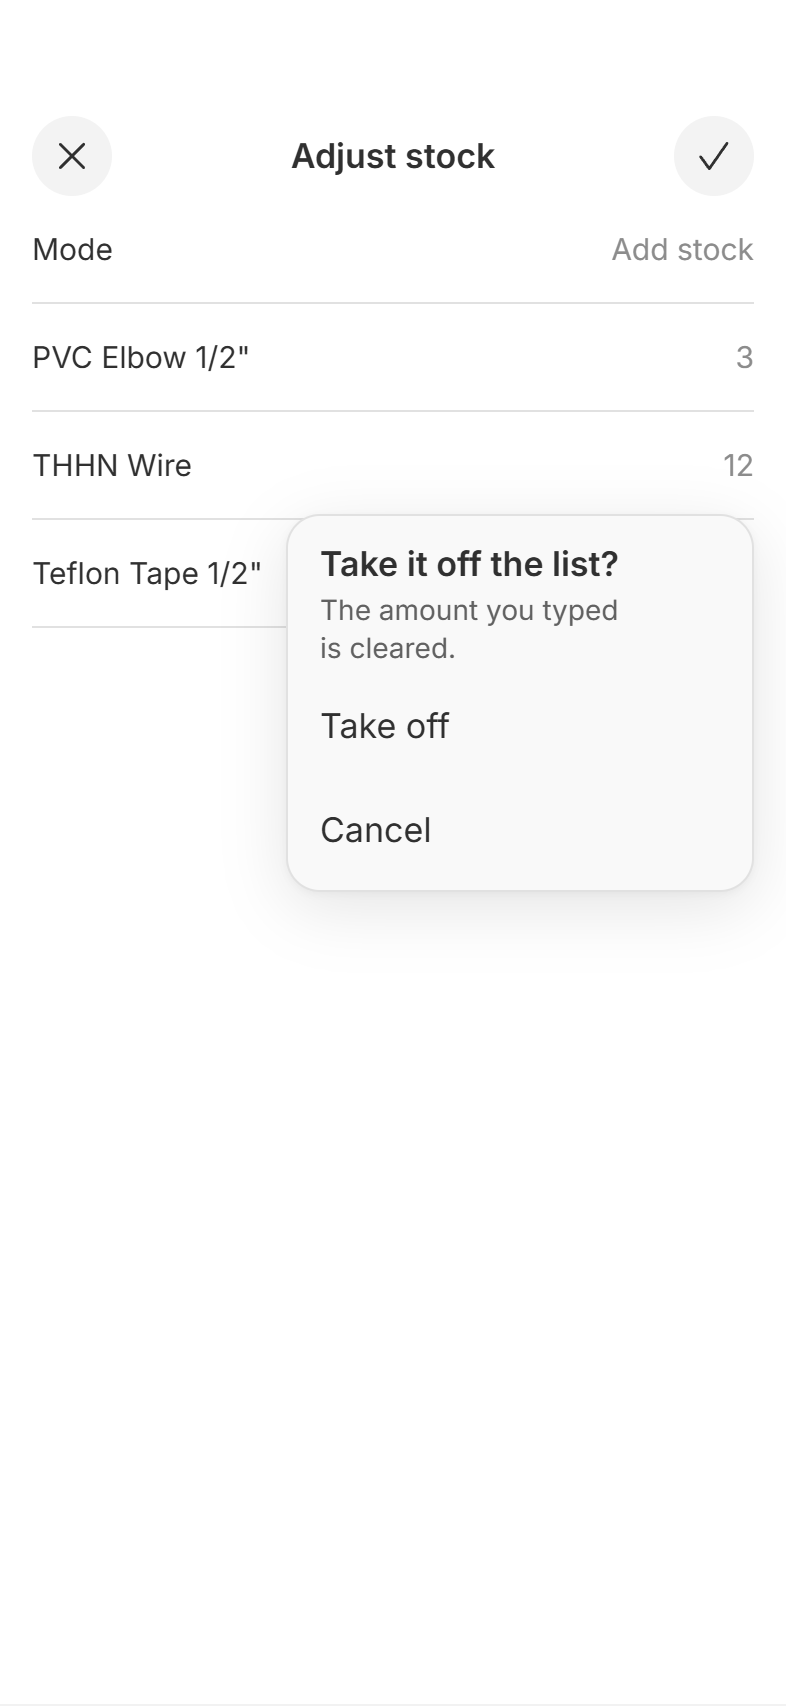 Adjust stock
Mode Add stock
PVC Elbow 1/2" 3
THHN Wire 12
Teflon Tape 1/2"
Take it off the list?
The amount you typed
is cleared.
Take off
Cancel